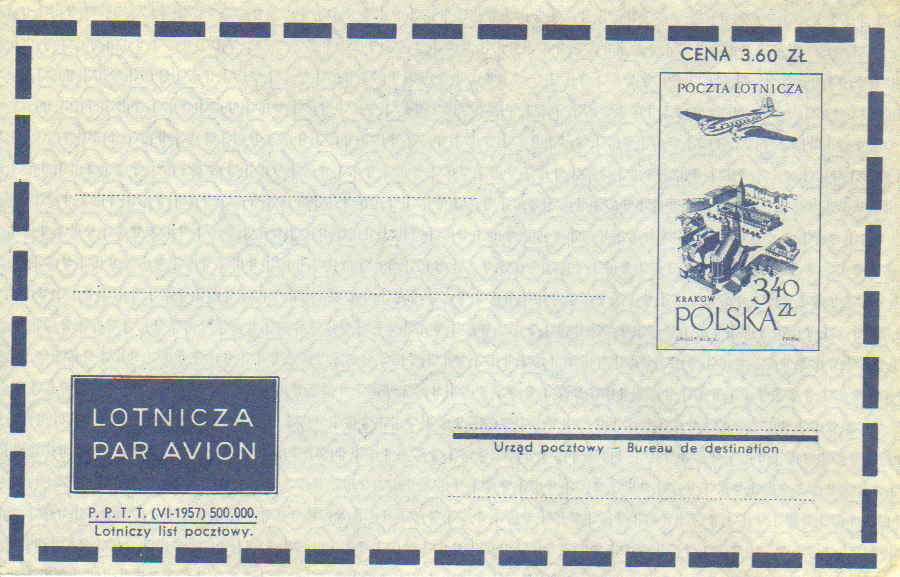 CENA 3.60 ZŁ
POCZTA LOTNICZA
KRAKÓW
3 40
ZŁ
POLSKA
LOTNICZA
PAR AVION
Urząd pocztowy – Bureau de destination
P. P. T. T. (VI-1957) 500.000.
Lotniczy list pocztowy.